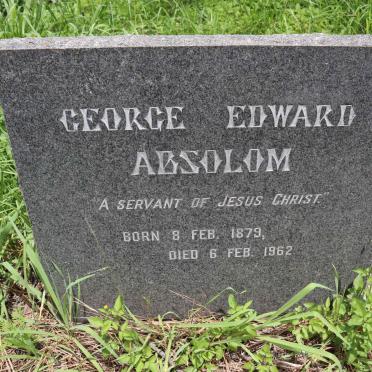 GEORGE EDWARD
ABSOLOM
"A SERVANT OF JESUS CHRIST."
BORN 8 FEB. 1879,
DIED 6 FEB. 1962